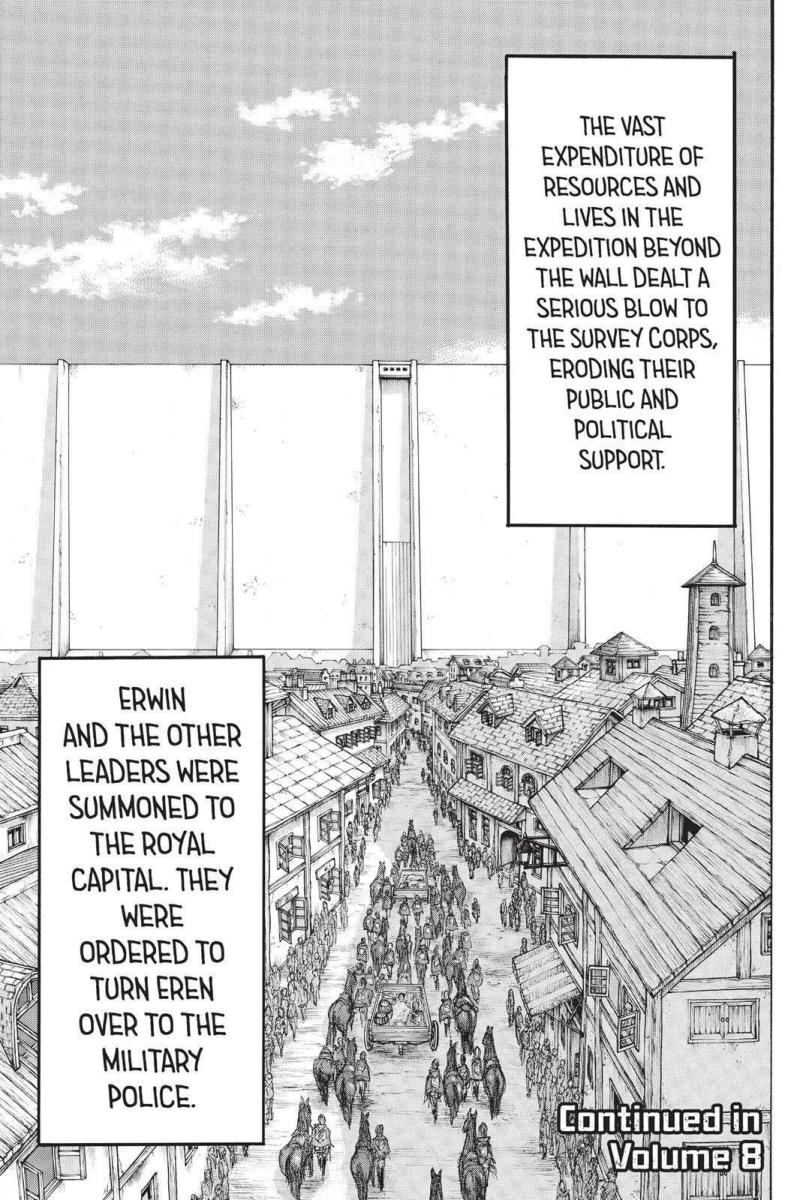 THE VAST
EXPENDITURE OF
RESOURCES AND
LIVES IN THE
EXPEDITION BEYOND
THE WALL DEALT A
SERIOUS BLOW TO
THE SURVEY CORPS,
ERODING THEIR
PUBLIC AND
POLITICAL
SUPPORT.
ERWIN
AND THE OTHER
LEADERS WERE
SUMMONED TO
THE ROYAL
CAPITAL. THEY
WERE
ORDERED TO
TURN EREN
OVER TO THE
MILITARY
POLICE.
Continued in
Volume 8